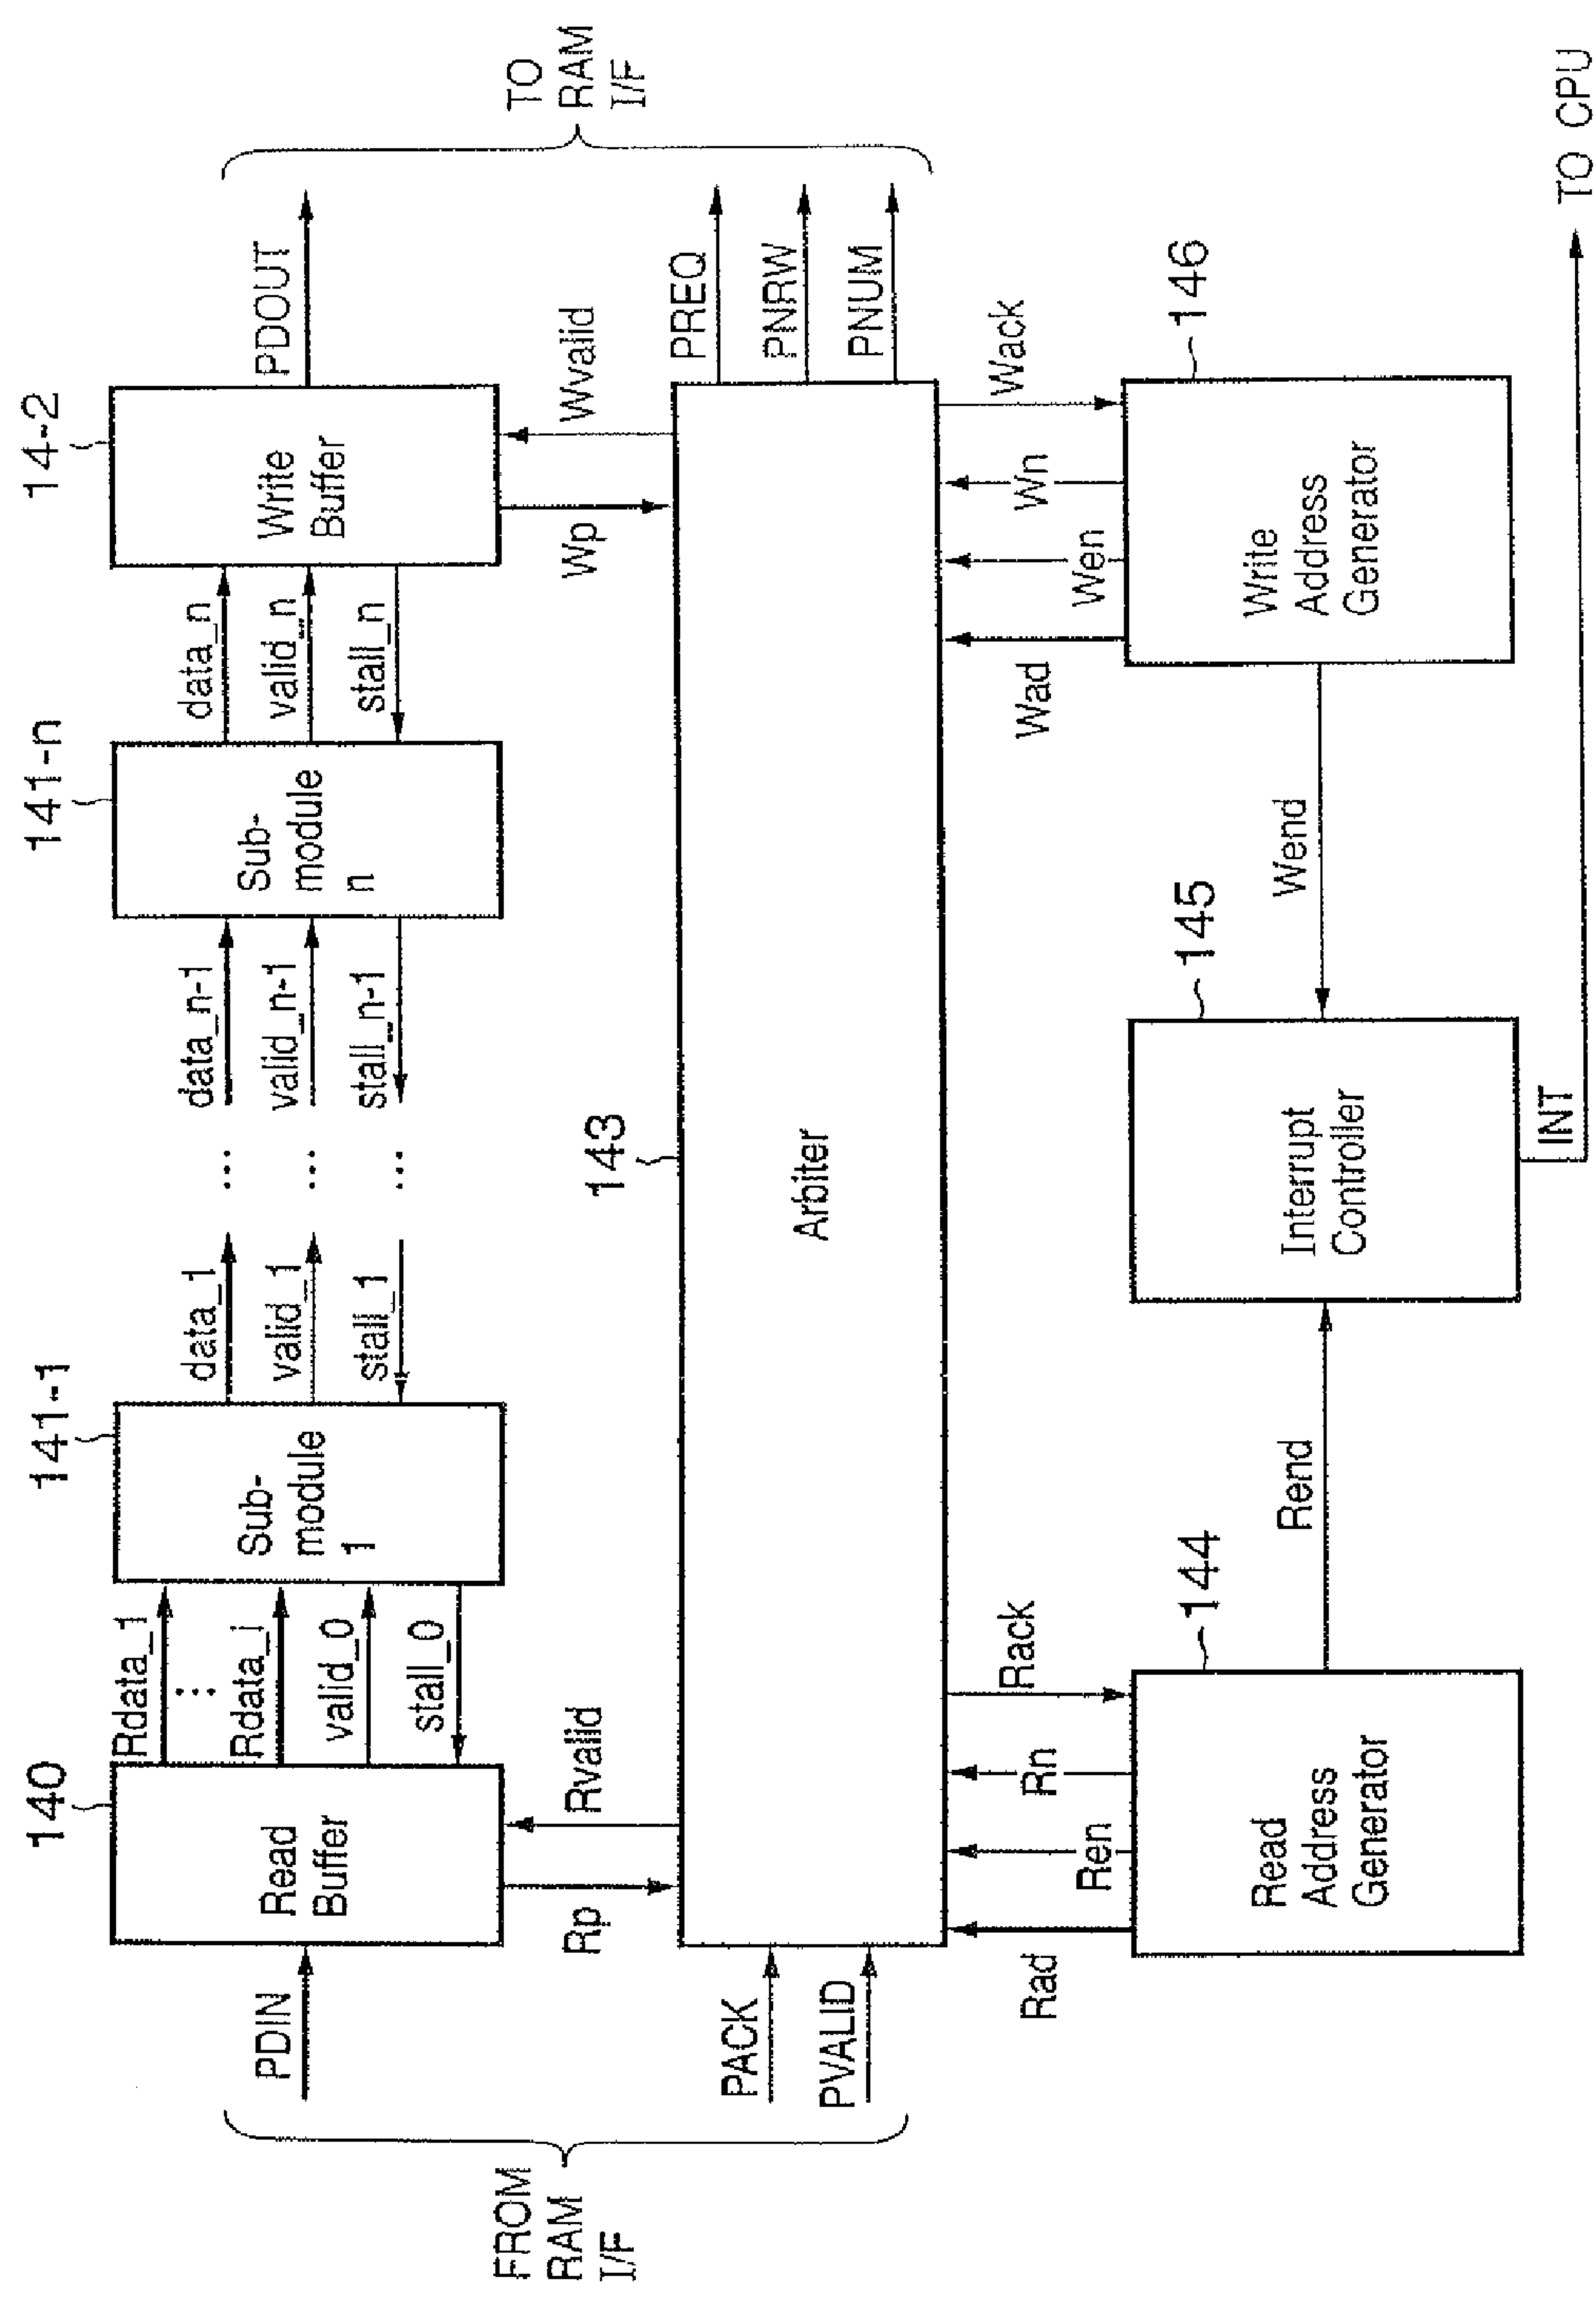 FROM
RAM
I/F
PDIN
PACK
PVALID
140
Read
Buffer
Rdata_1
⋮
Rdata_i
valid_0
stall_0
141-1
Sub-
module
1
data_1
valid_1
stall_1
...
...
...
data_n-1
valid_n-1
stall_n-1
141-n
Sub-
module
n
data_n
valid_n
stall_n
14-2
Write
Buffer
PDOUT
TO
RAM
I/F
Rp
Rvalid
143
Arbiter
Wp
Wvalid
PREQ
PNRW
PNUM
Rad
Ren
Rn
Rack
Wad
Wen
Wn
Wack
144
Read
Address
Generator
Rend
145
Interrupt
Controller
Wend
146
Write
Address
Generator
INT
TO CPU